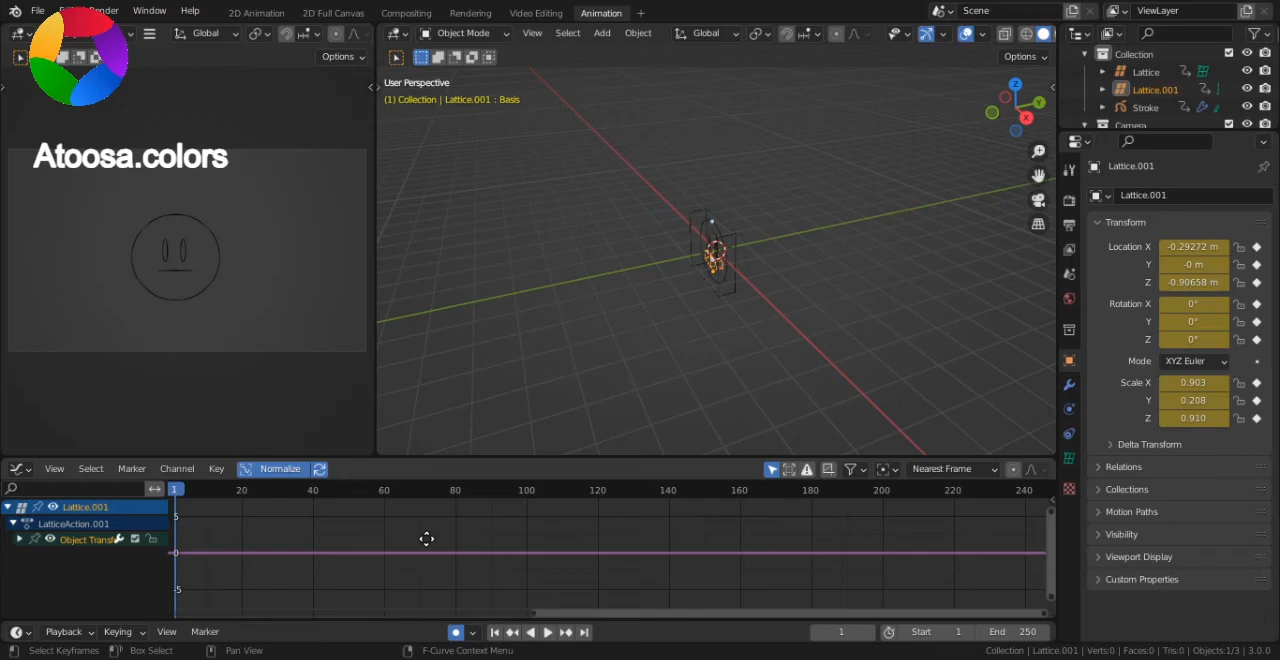 File Edit Render Window Help 2D Animation 2D Full Canvas Compositing Rendering Video Editing Animation + Scene ViewLayer
Global Object Mode View Select Add Object Global
Options Options
Atoosa.colors
User Perspective
(1) Collection | Lattice.001 : Basis
Z
Y
X
Collection
Lattice
Lattice.001
Stroke
Camera
Lattice.001
Lattice.001
Transform
Location X -0.29272 m
Y -0 m
Z -0.90658 m
Rotation X 0°
Y 0°
Z 0°
Mode XYZ Euler
Scale X 0.903
Y 0.208
Z 0.910
Delta Transform
Relations
Collections
Motion Paths
Visibility
Viewport Display
Custom Properties
View Select Marker Channel Key Normalize Nearest Frame
1 20 40 60 80 100 120 140 160 180 200 220 240
Lattice.001
LatticeAction.001
Object Transf
5
0
-5
Playback Keying View Marker 1 Start 1 End 250
Select Keyframes Box Select Pan View F-Curve Context Menu Collection | Lattice.001 | Verts:0 | Faces:0 | Tris:0 | Objects:1/3 | 3.0.0